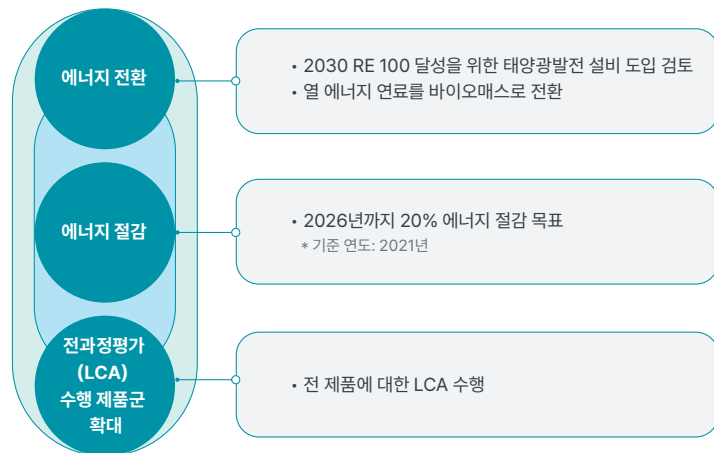 에너지 전환
• 2030 RE 100 달성을 위한 태양광발전 설비 도입 검토
• 열 에너지 연료를 바이오매스로 전환
에너지 절감
• 2026년까지 20% 에너지 절감 목표
* 기준 연도: 2021년
전과정평가
(LCA)
수행 제품군
확대
• 전 제품에 대한 LCA 수행